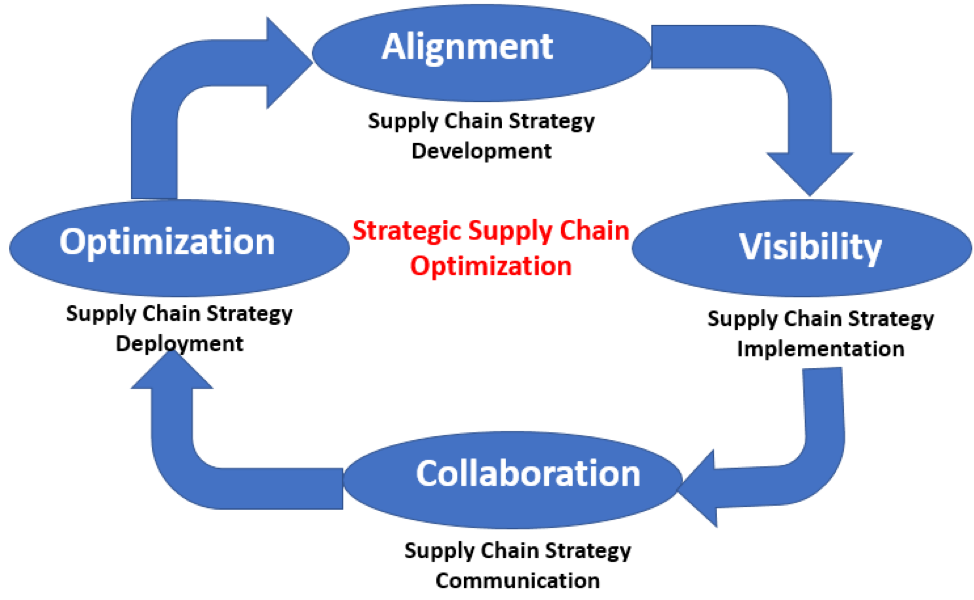 Alignment
Supply Chain Strategy
Development
Optimization
Supply Chain Strategy
Deployment
Strategic Supply Chain
Optimization
Visibility
Supply Chain Strategy
Implementation
Collaboration
Supply Chain Strategy
Communication